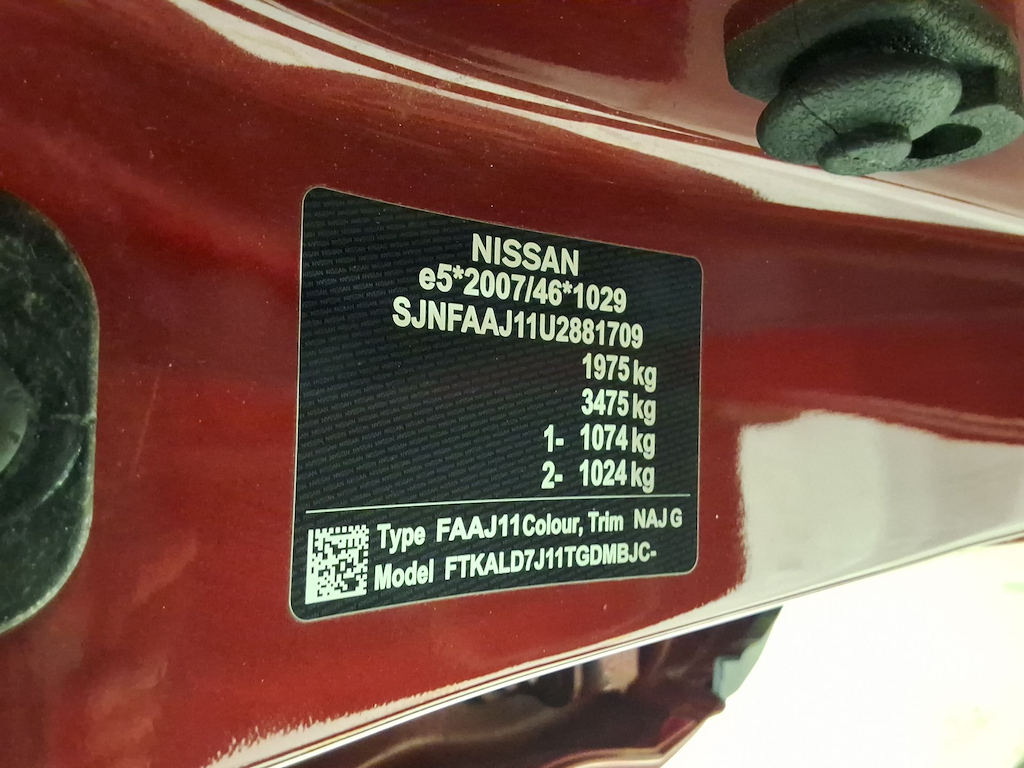 NISSAN
e5*2007/46*1029
SJNFAAJ11U2881709
1975 kg
3475 kg
1- 1074 kg
2- 1024 kg
Type FAAJ11 Colour, Trim NAJ G
Model FTKALD7J11TGDMBJC-